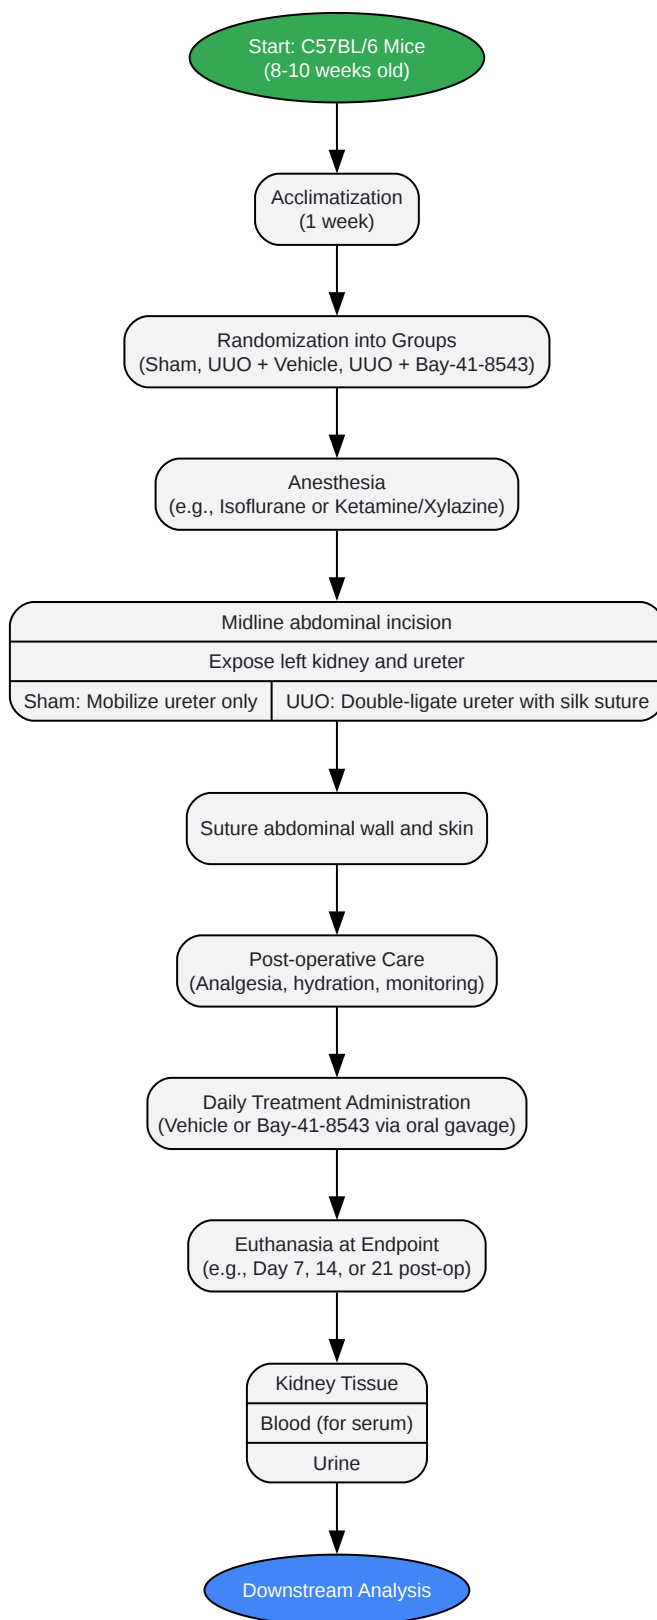 Start: C57BL/6 Mice
(8-10 weeks old)
Acclimatization
(1 week)
Randomization into Groups
(Sham, UUO + Vehicle, UUO + Bay-41-8543)
Anesthesia
(e.g., Isoflurane or Ketamine/Xylazine)
Midline abdominal incision
Expose left kidney and ureter
Sham: Mobilize ureter only
UUO: Double-ligate ureter with silk suture
Suture abdominal wall and skin
Post-operative Care
(Analgesia, hydration, monitoring)
Daily Treatment Administration
(Vehicle or Bay-41-8543 via oral gavage)
Euthanasia at Endpoint
(e.g., Day 7, 14, or 21 post-op)
Kidney Tissue
Blood (for serum)
Urine
Downstream Analysis